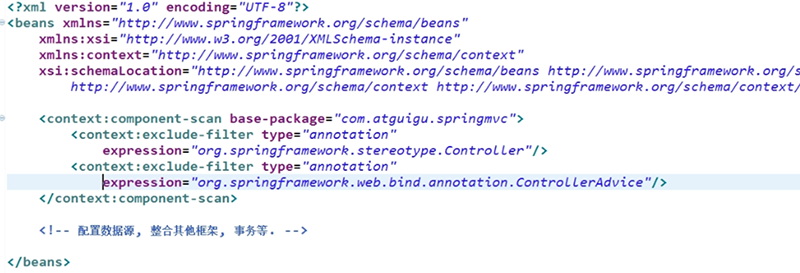 <?xml version="1.0" encoding="UTF-8"?>
<beans xmlns="http://www.springframework.org/schema/beans"
xmlns:xsi="http://www.w3.org/2001/XMLSchema-instance"
xmlns:context="http://www.springframework.org/schema/context"
xsi:schemaLocation="http://www.springframework.org/schema/beans http://www.springframework.org/s
http://www.springframework.org/schema/context http://www.springframework.org/schema/context/
<context:component-scan base-package="com.atguigu.springmvc">
<context:exclude-filter type="annotation"
expression="org.springframework.stereotype.Controller"/>
<context:exclude-filter type="annotation"
expression="org.springframework.web.bind.annotation.ControllerAdvice"/>
</context:component-scan>
<!-- 配置数据源, 整合其他框架, 事务等. -->
</beans>